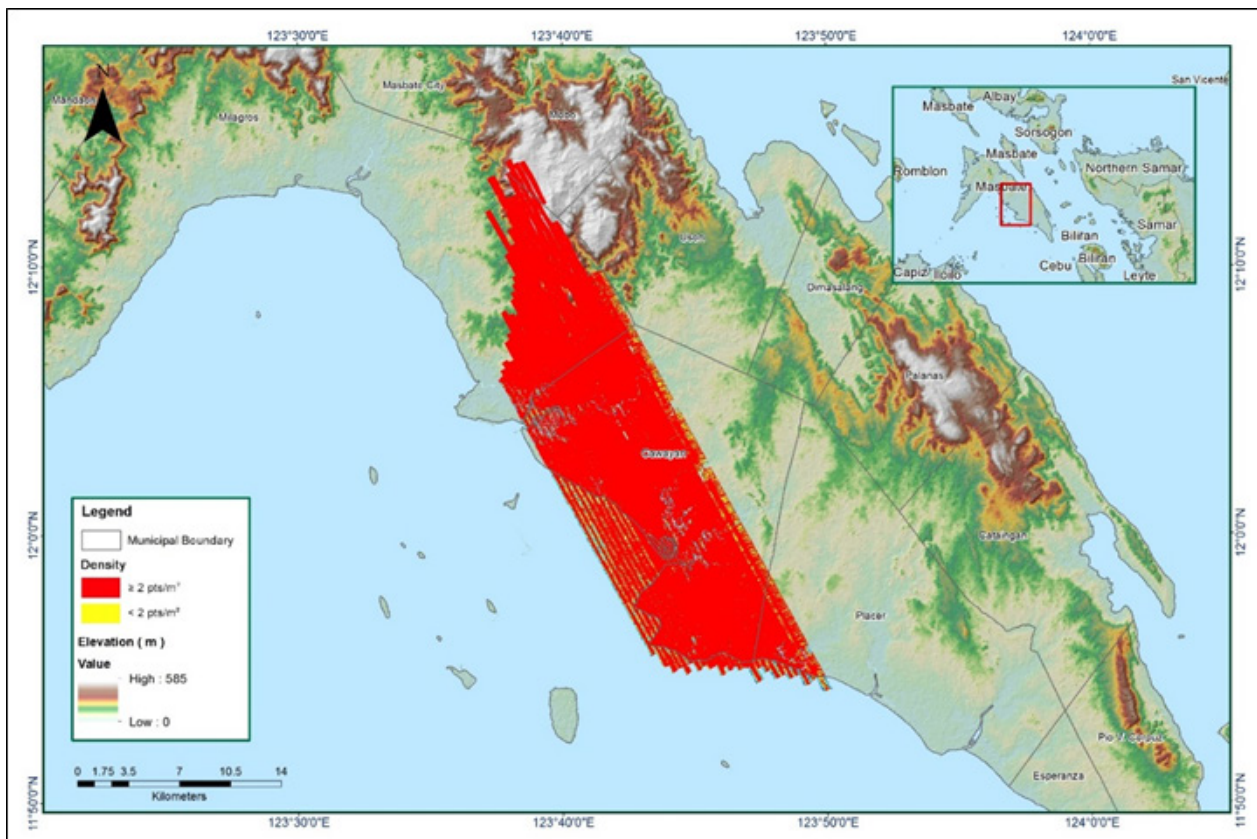 123°30'0"E 123°40'0"E 123°50'0"E 124°0'0"E
N
Mandaon
Milagros
Masbate City
Mobo
Uson
Dimasalang
Palanas
Cawayan
Cataingan
Placer
Pio V. Corpuz
Esperanza
San Vicente
Masbate
Albay
Sorsogon
Masbate
Romblon
Masbate
Northern Samar
Samar
Biliran
Biliran
Cebu
Leyte
Capiz
Iloilo
12°10'0"N
12°0'0"N
11°50'0"N
12°10'0"N
12°0'0"N
11°50'0"N
Legend
Municipal Boundary
Density
≥ 2 pts/m²
< 2 pts/m²
Elevation ( m )
Value
High : 585
Low : 0
0 1.75 3.5 7 10.5 14
Kilometers
123°30'0"E 123°40'0"E 123°50'0"E 124°0'0"E